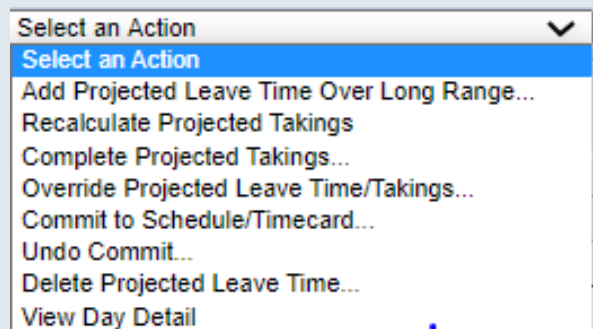 Select an Action
Select an Action
Add Projected Leave Time Over Long Range...
Recalculate Projected Takings
Complete Projected Takings...
Override Projected Leave Time/Takings...
Commit to Schedule/Timecard...
Undo Commit...
Delete Projected Leave Time...
View Day Detail